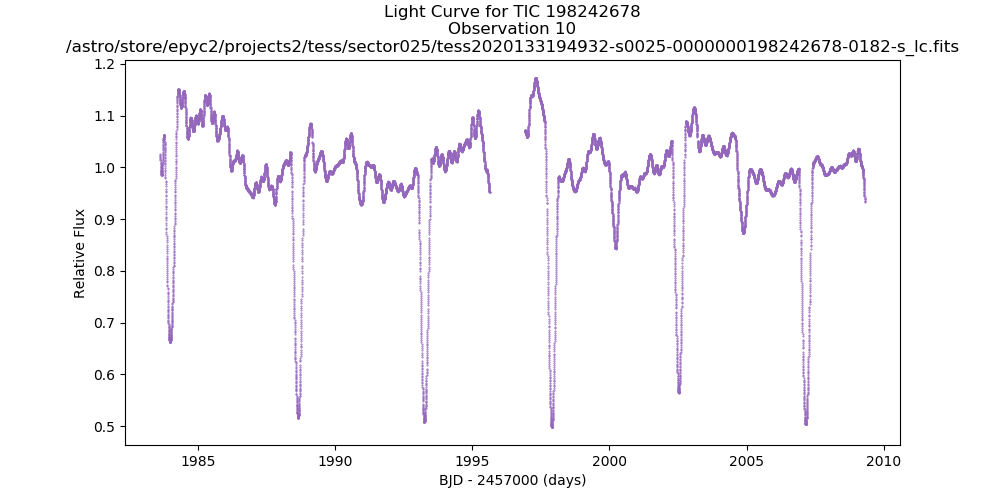 Light Curve for TIC 198242678
Observation 10
/astro/store/epyc2/projects2/tess/sector025/tess2020133194932-s0025-0000000198242678-0182-s_lc.fits
1.2
1.1
1.0
0.9
0.8
0.7
0.6
0.5
Relative Flux
1985
1990
1995
2000
2005
2010
BJD - 2457000 (days)